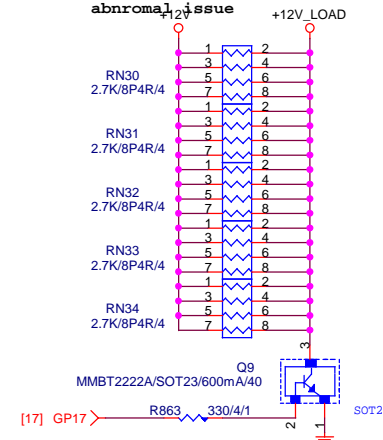 abnromal issue
+12V +12V_LOAD
1 2
3 4
RN30 5 6
2.7K/8P4R/4 7 8
1 2
3 4
RN31 5 6
2.7K/8P4R/4 7 8
1 2
3 4
RN32 5 6
2.7K/8P4R/4 7 8
1 2
3 4
RN33 5 6
2.7K/8P4R/4 7 8
1 2
3 4
RN34 5 6
2.7K/8P4R/4 7 8
3
Q9
MMBT2222A/SOT23/600mA/40
SOT2
[17] GP17 R863 330/4/1 2 1